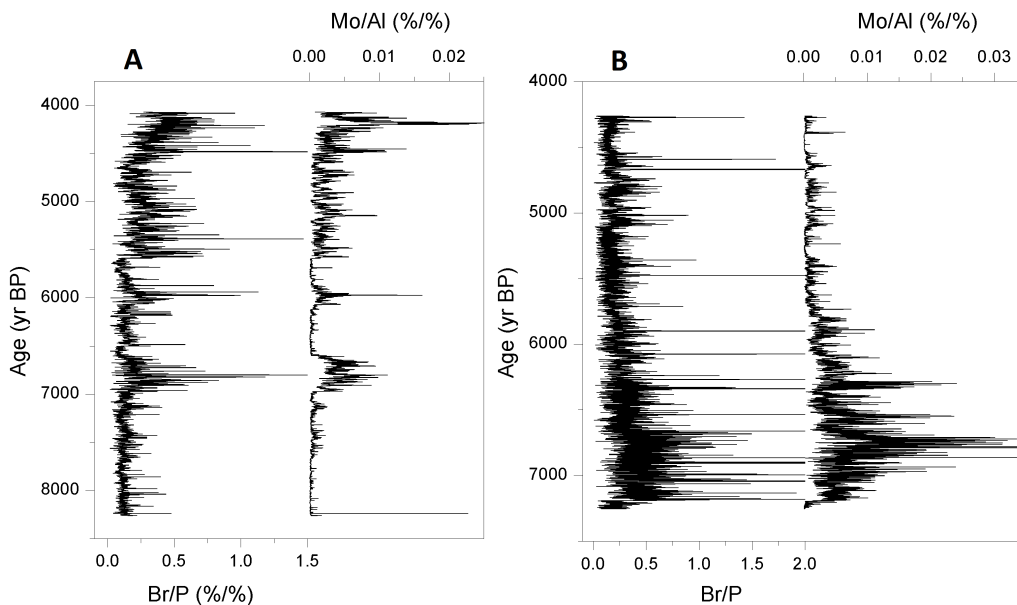 Mo/Al (%/%)
A
0.00 0.01 0.02
Age (yr BP)
4000
5000
6000
7000
8000
0.0 0.5 1.0 1.5
Br/P (%/%)
Mo/Al (%/%)
B
0.00 0.01 0.02 0.03
Age (yr BP)
4000
5000
6000
7000
0.0 0.5 1.0 2.0
Br/P